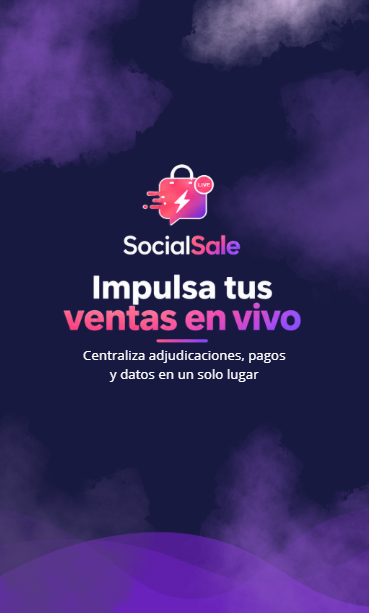 LIVE
SocialSale
Impulsa tus
ventas en vivo
Centraliza adjudicaciones, pagos
y datos en un solo lugar